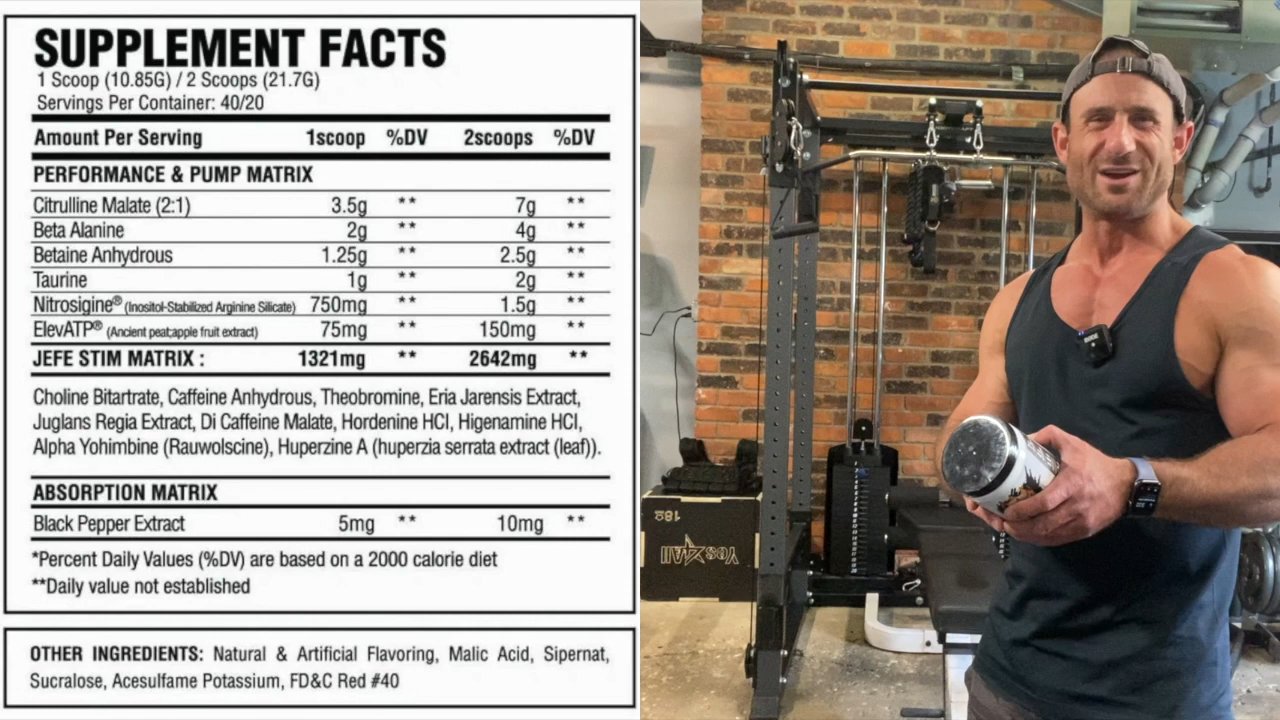 SUPPLEMENT FACTS
1 Scoop (10.85G) / 2 Scoops (21.7G)
Servings Per Container: 40/20
Amount Per Serving 1scoop %DV 2scoops %DV
PERFORMANCE & PUMP MATRIX
Citrulline Malate (2:1) 3.5g ** 7g **
Beta Alanine 2g ** 4g **
Betaine Anhydrous 1.25g ** 2.5g **
Taurine 1g ** 2g **
Nitrosigine® (Inositol-Stabilized Arginine Silicate) 750mg ** 1.5g **
ElevATP® (Ancient peat;apple fruit extract) 75mg ** 150mg **
JEFE STIM MATRIX : 1321mg ** 2642mg **
Choline Bitartrate, Caffeine Anhydrous, Theobromine, Eria Jarensis Extract,
Juglans Regia Extract, Di Caffeine Malate, Hordenine HCl, Higenamine HCl,
Alpha Yohimbine (Rauwolscine), Huperzine A (huperzia serrata extract (leaf)).
ABSORPTION MATRIX
Black Pepper Extract 5mg ** 10mg **
*Percent Daily Values (%DV) are based on a 2000 calorie diet
**Daily value not established
OTHER INGREDIENTS: Natural & Artificial Flavoring, Malic Acid, Sipernat,
Sucralose, Acesulfame Potassium, FD&C Red #40
18
Yes4All